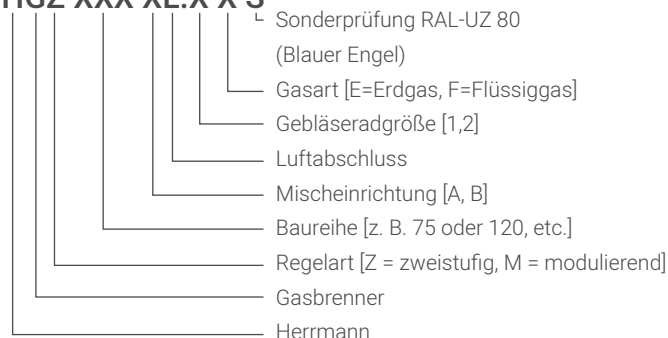 HGZ XXX XL.X X S
Sonderprüfung RAL-UZ 80
(Blauer Engel)
Gasart [E=Erdgas, F=Flüssiggas]
Gebläseradgröße [1,2]
Luftabschluss
Mischeinrichtung [A, B]
Baureihe [z. B. 75 oder 120, etc.]
Regelart [Z = zweistufig, M = modulierend]
Gasbrenner
Herrmann